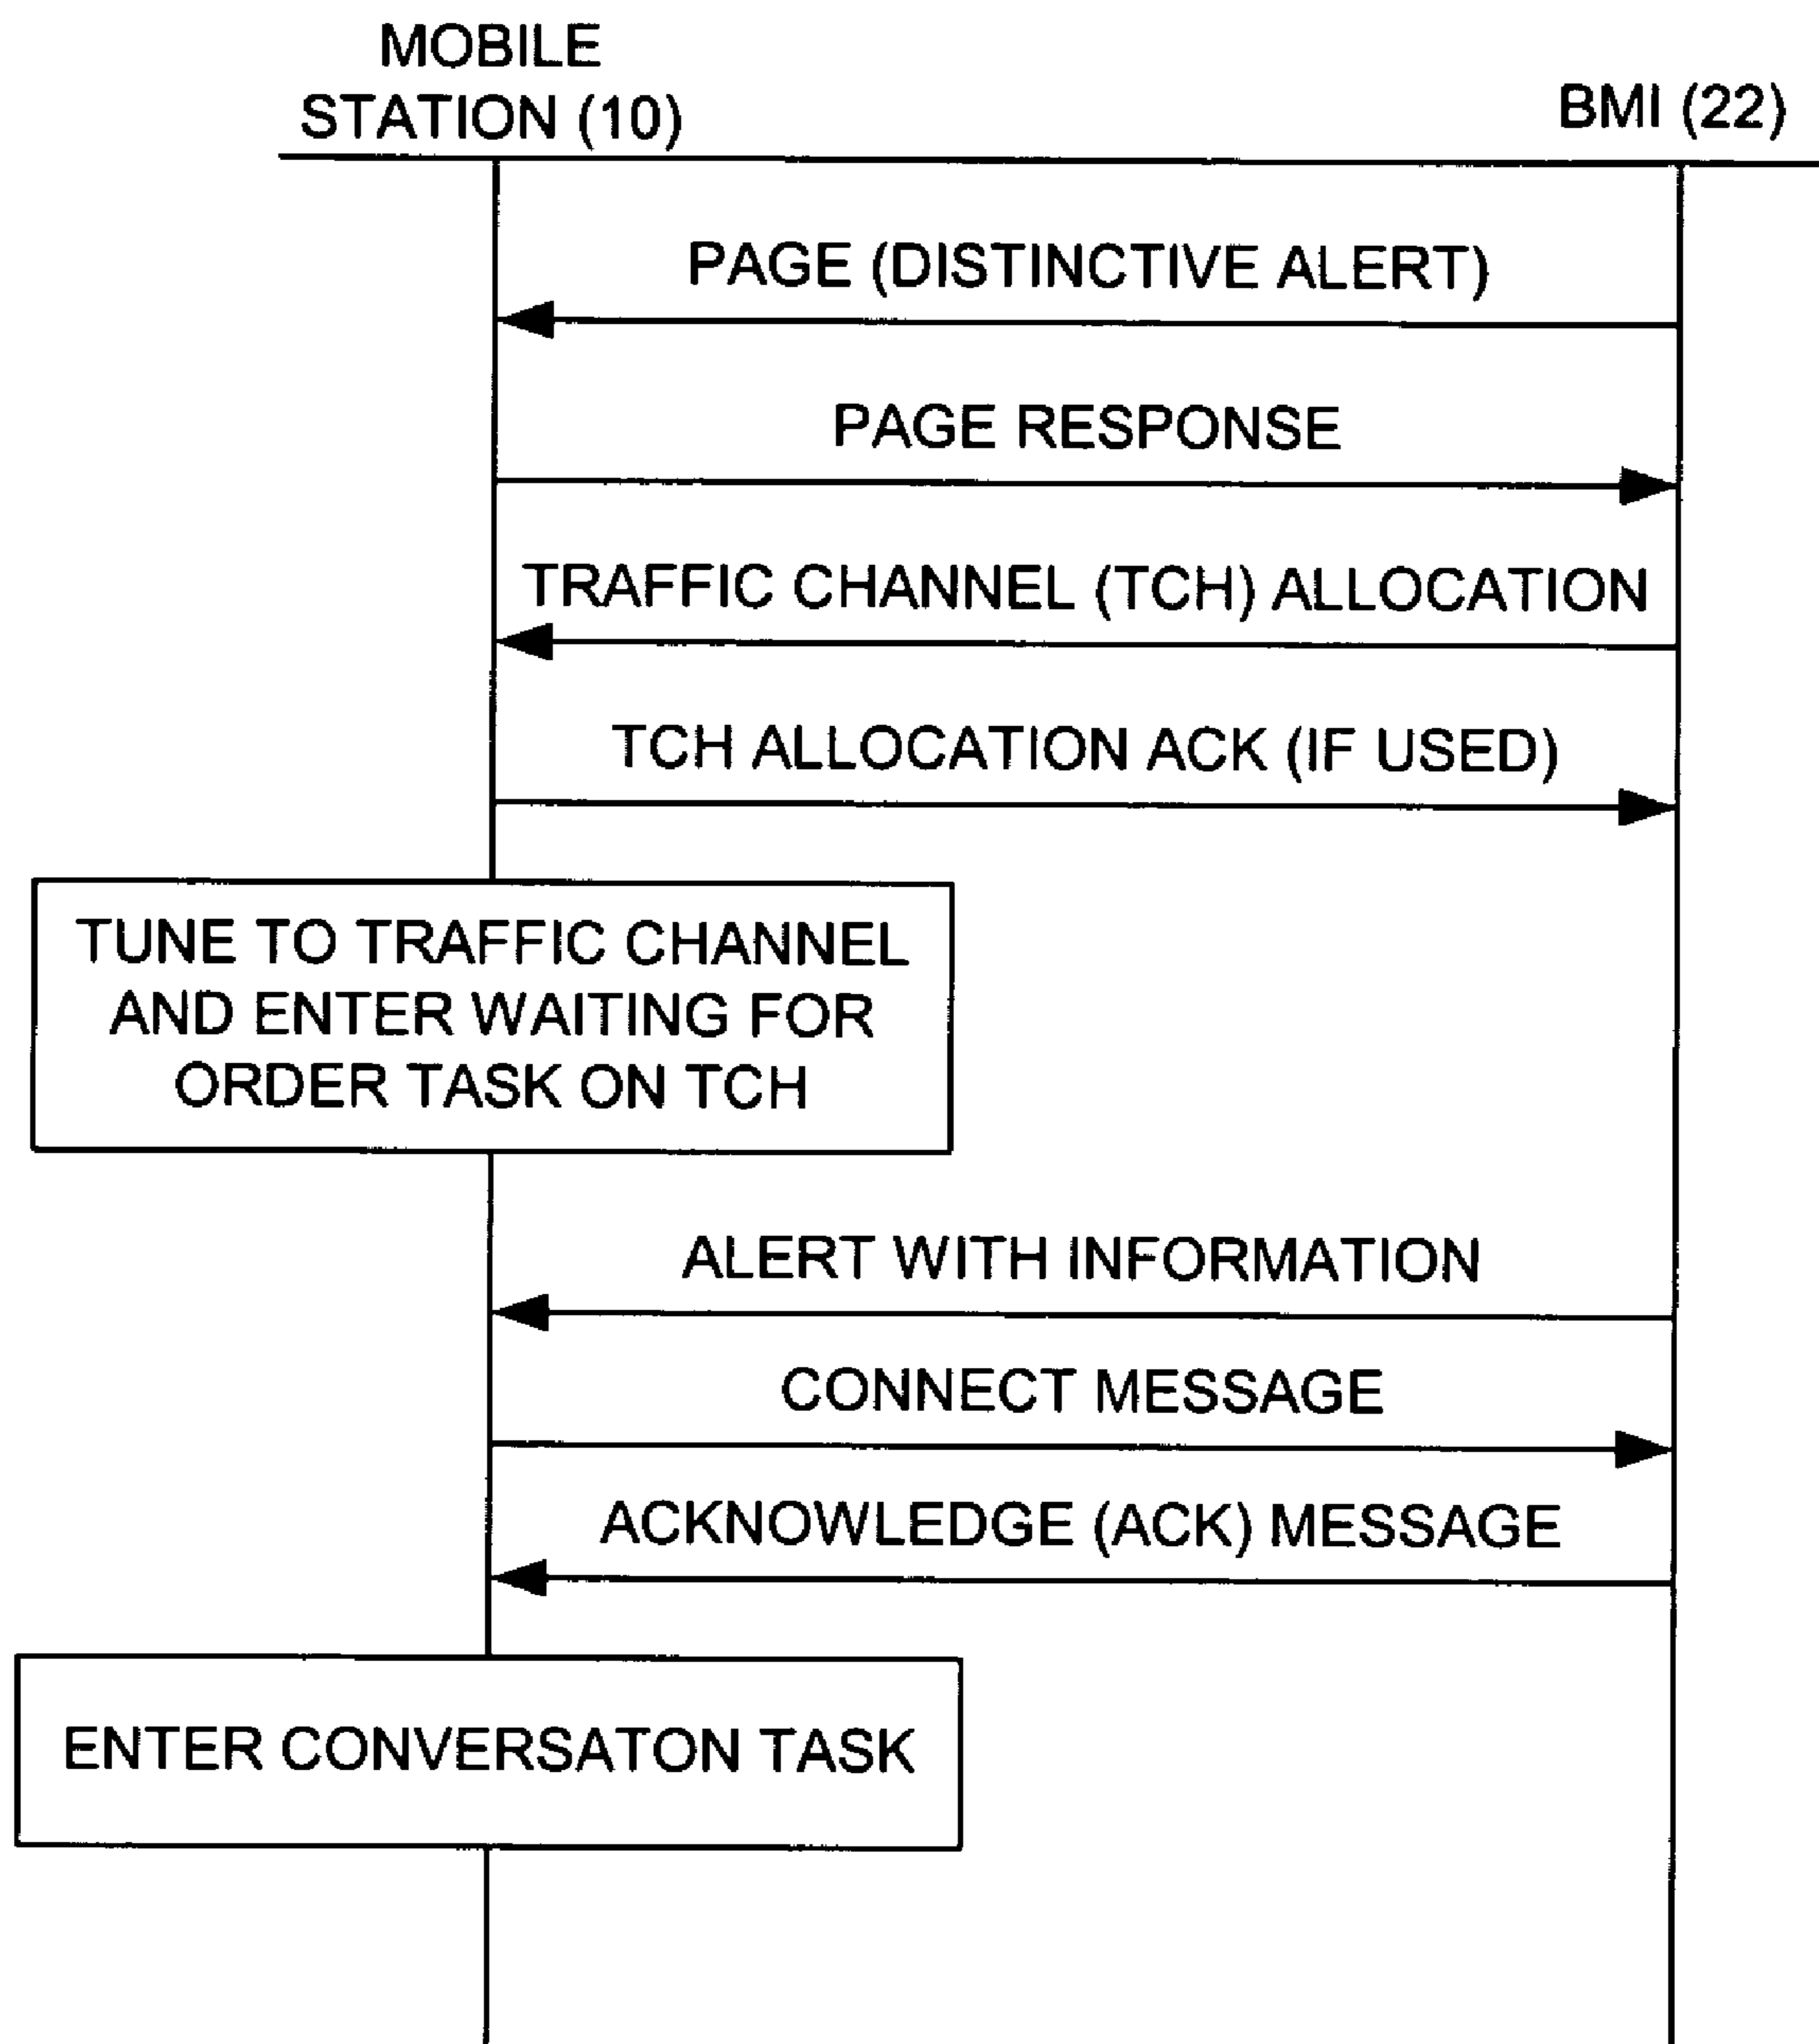 MOBILE
STATION (10)
BMI (22)
PAGE (DISTINCTIVE ALERT)
PAGE RESPONSE
TRAFFIC CHANNEL (TCH) ALLOCATION
TCH ALLOCATION ACK (IF USED)
TUNE TO TRAFFIC CHANNEL
AND ENTER WAITING FOR
ORDER TASK ON TCH
ALERT WITH INFORMATION
CONNECT MESSAGE
ACKNOWLEDGE (ACK) MESSAGE
ENTER CONVERSATON TASK